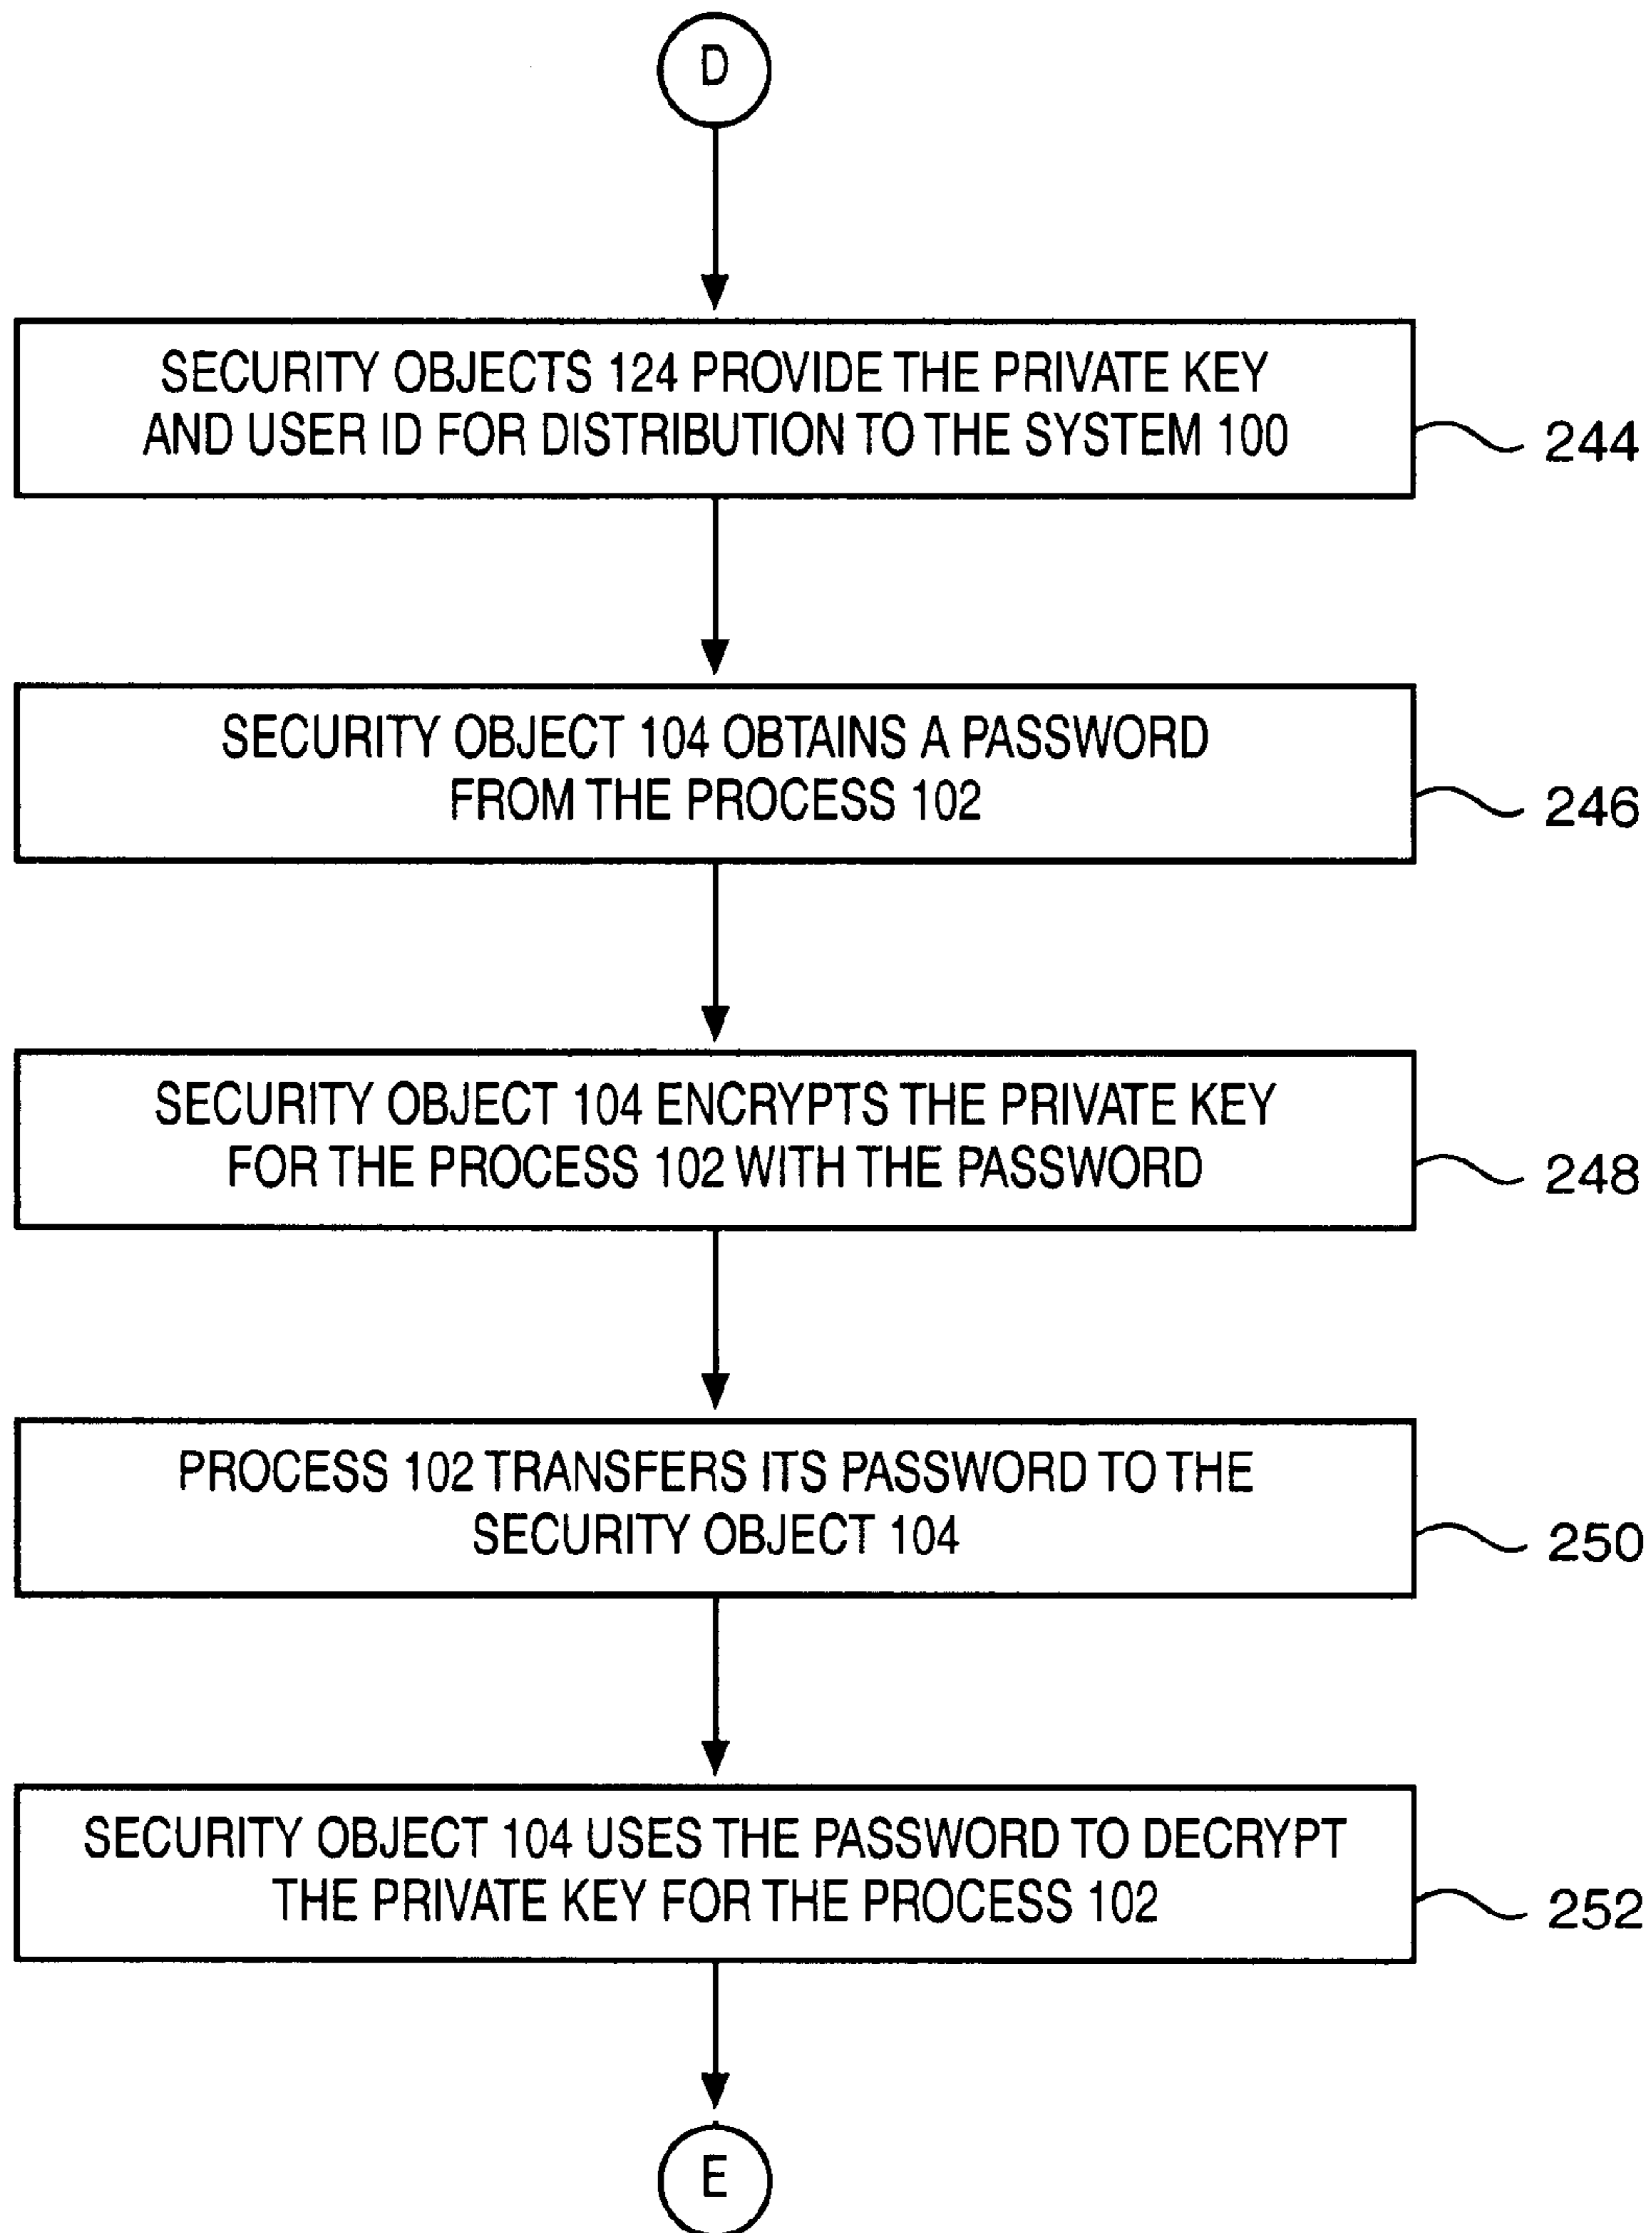 D
SECURITY OBJECTS 124 PROVIDE THE PRIVATE KEY
AND USER ID FOR DISTRIBUTION TO THE SYSTEM 100
244
SECURITY OBJECT 104 OBTAINS A PASSWORD
FROM THE PROCESS 102
246
SECURITY OBJECT 104 ENCRYPTS THE PRIVATE KEY
FOR THE PROCESS 102 WITH THE PASSWORD
248
PROCESS 102 TRANSFERS ITS PASSWORD TO THE
SECURITY OBJECT 104
250
SECURITY OBJECT 104 USES THE PASSWORD TO DECRYPT
THE PRIVATE KEY FOR THE PROCESS 102
252
E